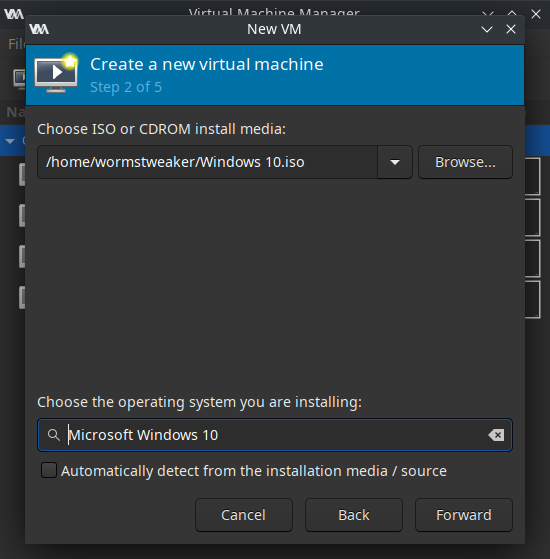 Virtual Machine Manager
New VM
File
Create a new virtual machine
Step 2 of 5
Na
Choose ISO or CDROM install media:
/home/wormstweaker/Windows 10.iso
Browse...
Choose the operating system you are installing:
Microsoft Windows 10
Automatically detect from the installation media / source
Cancel
Back
Forward